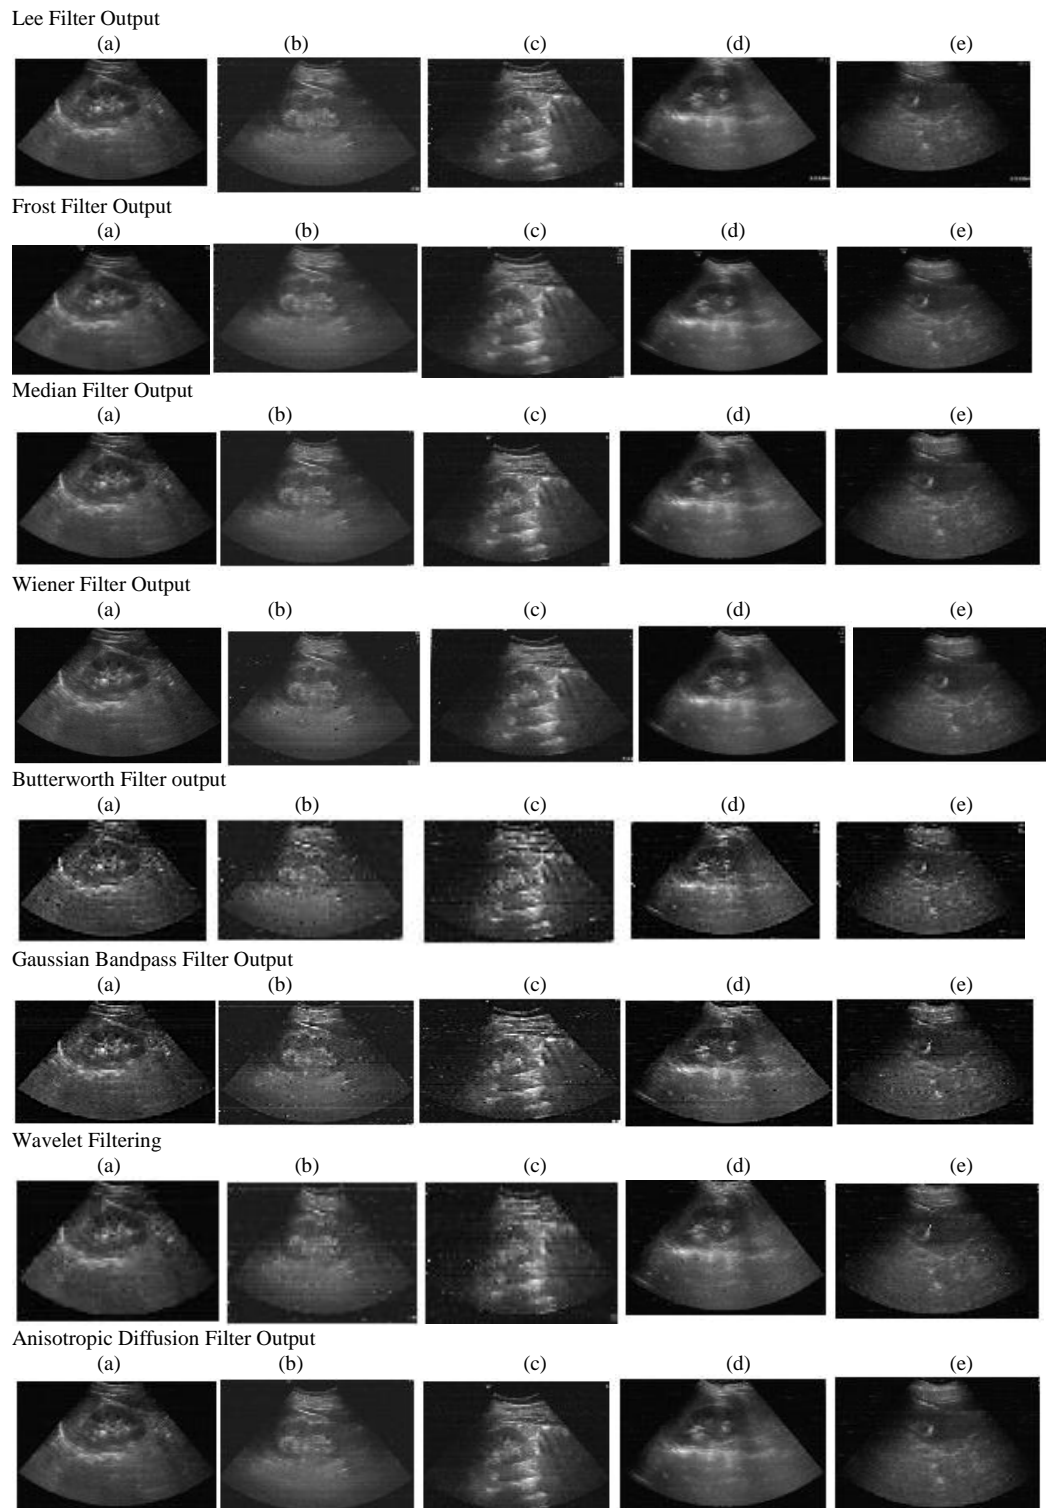 Lee Filter Output
(a) (b) (c) (d) (e)
Frost Filter Output
(a) (b) (c) (d) (e)
Median Filter Output
(a) (b) (c) (d) (e)
Wiener Filter Output
(a) (b) (c) (d) (e)
Butterworth Filter output
(a) (b) (c) (d) (e)
Gaussian Bandpass Filter Output
(a) (b) (c) (d) (e)
Wavelet Filtering
(a) (b) (c) (d) (e)
Anisotropic Diffusion Filter Output
(a) (b) (c) (d) (e)